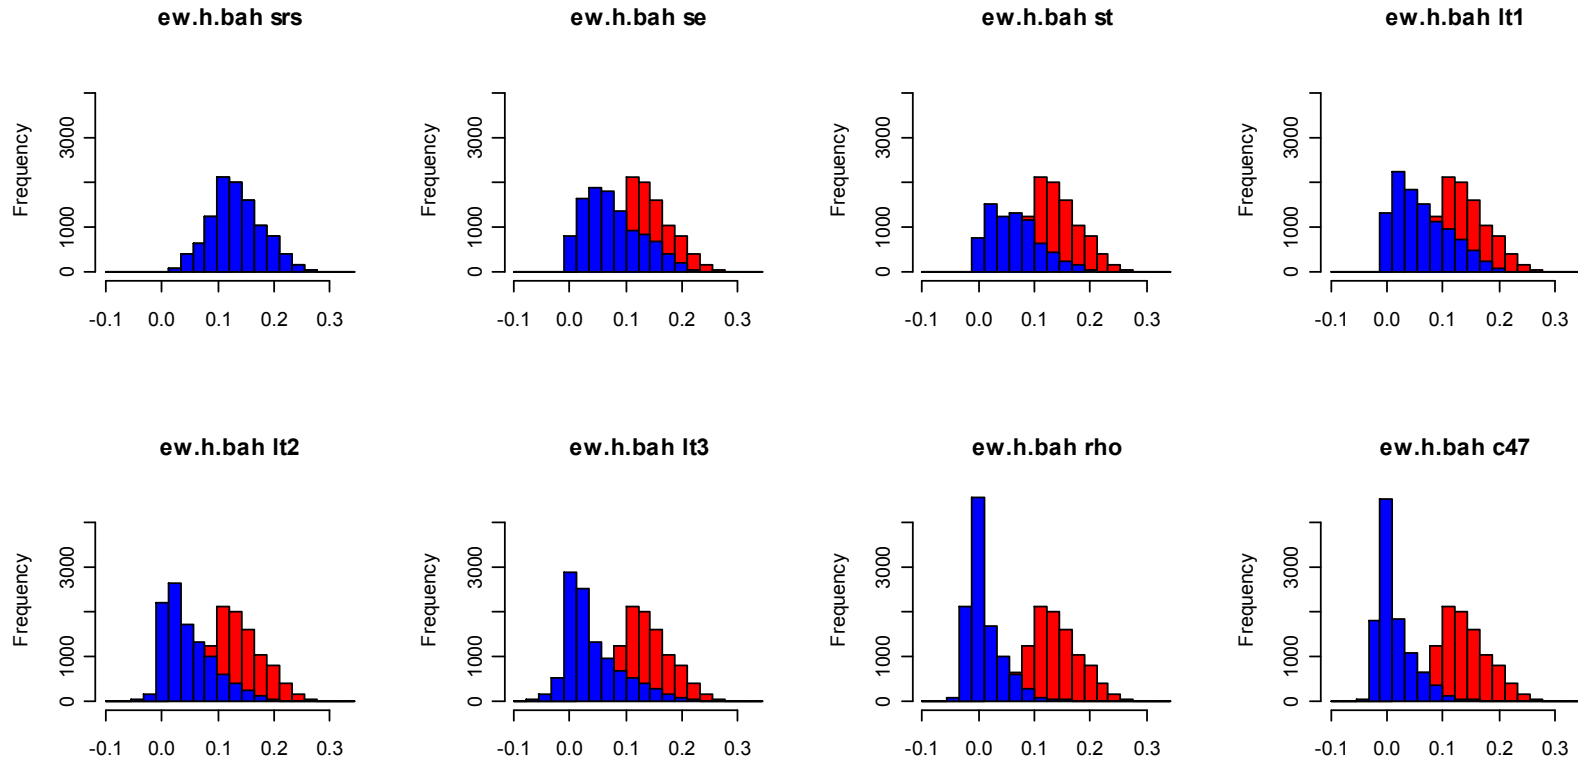 ew.h.bah srs
ew.h.bah se
ew.h.bah st
ew.h.bah lt1
Frequency
0
1000
3000
-0.1 0.0 0.1 0.2 0.3
Frequency
0
1000
3000
-0.1 0.0 0.1 0.2 0.3
Frequency
0
1000
3000
-0.1 0.0 0.1 0.2 0.3
Frequency
0
1000
3000
-0.1 0.0 0.1 0.2 0.3
ew.h.bah lt2
ew.h.bah lt3
ew.h.bah rho
ew.h.bah c47
Frequency
0
1000
3000
-0.1 0.0 0.1 0.2 0.3
Frequency
0
1000
3000
-0.1 0.0 0.1 0.2 0.3
Frequency
0
1000
3000
-0.1 0.0 0.1 0.2 0.3
Frequency
0
1000
3000
-0.1 0.0 0.1 0.2 0.3